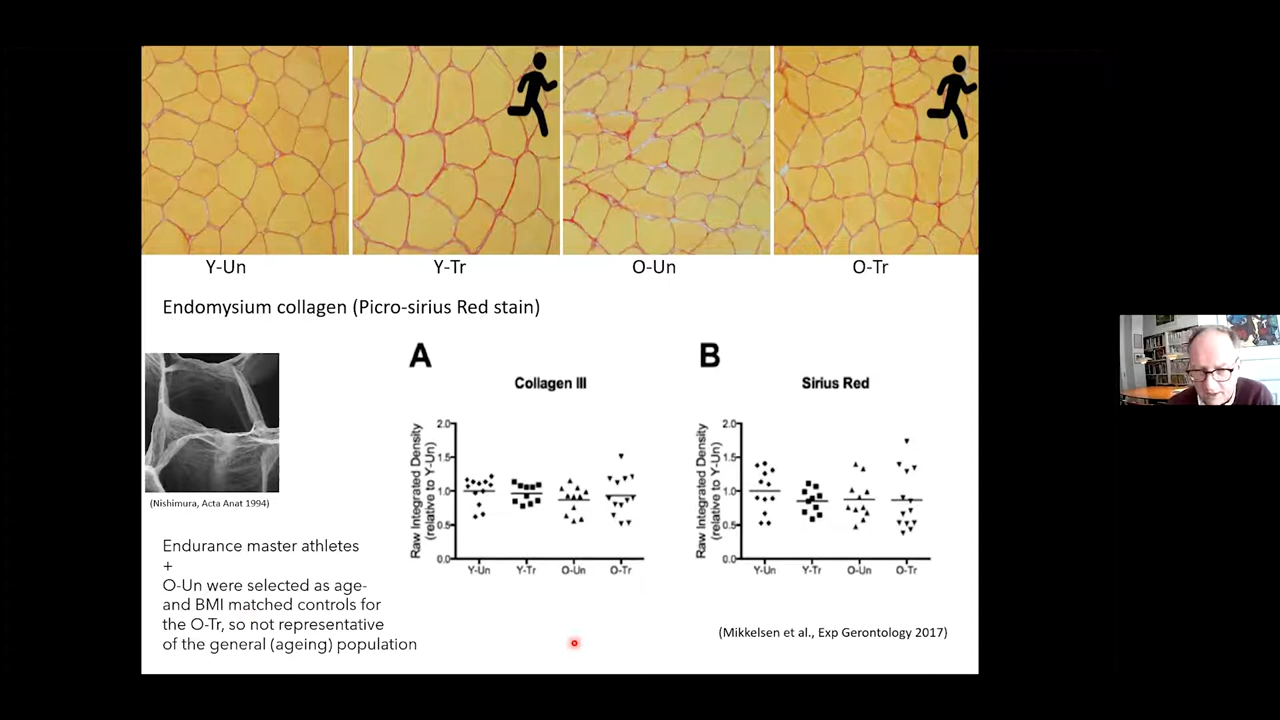 Y-Un
Y-Tr
O-Un
O-Tr
Endomysium collagen (Picro-sirius Red stain)
(Nishimura, Acta Anat 1994)
Endurance master athletes
+
O-Un were selected as age-
and BMI matched controls for
the O-Tr, so not representative
of the general (ageing) population
A
Collagen III
Raw Integrated Density
(relative to Y-Un)
2.0
1.5
1.0
0.5
0.0
Y-Un
Y-Tr
O-Un
O-Tr
B
Sirius Red
Raw Integrated Density
(relative to Y-Un)
2.0
1.5
1.0
0.5
0.0
Y-Un
Y-Tr
O-Un
O-Tr
(Mikkelsen et al., Exp Gerontology 2017)